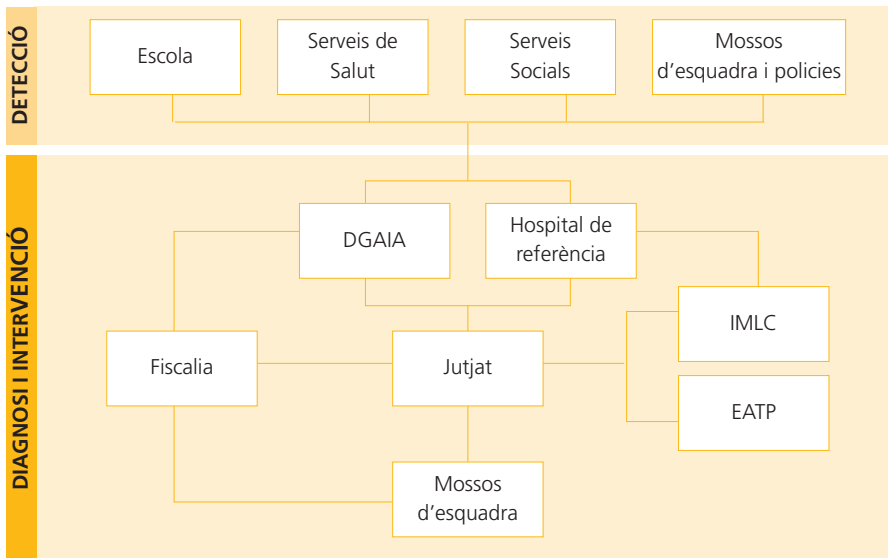 DETECCIÓ
Escola
Serveis de
Salut
Serveis
Socials
Mossos
d'esquadra i policies
DIAGNOSI I INTERVENCIÓ
DGAIA
Hospital de
referència
IMLC
Fiscalia
Jutjat
EATP
Mossos
d'esquadra